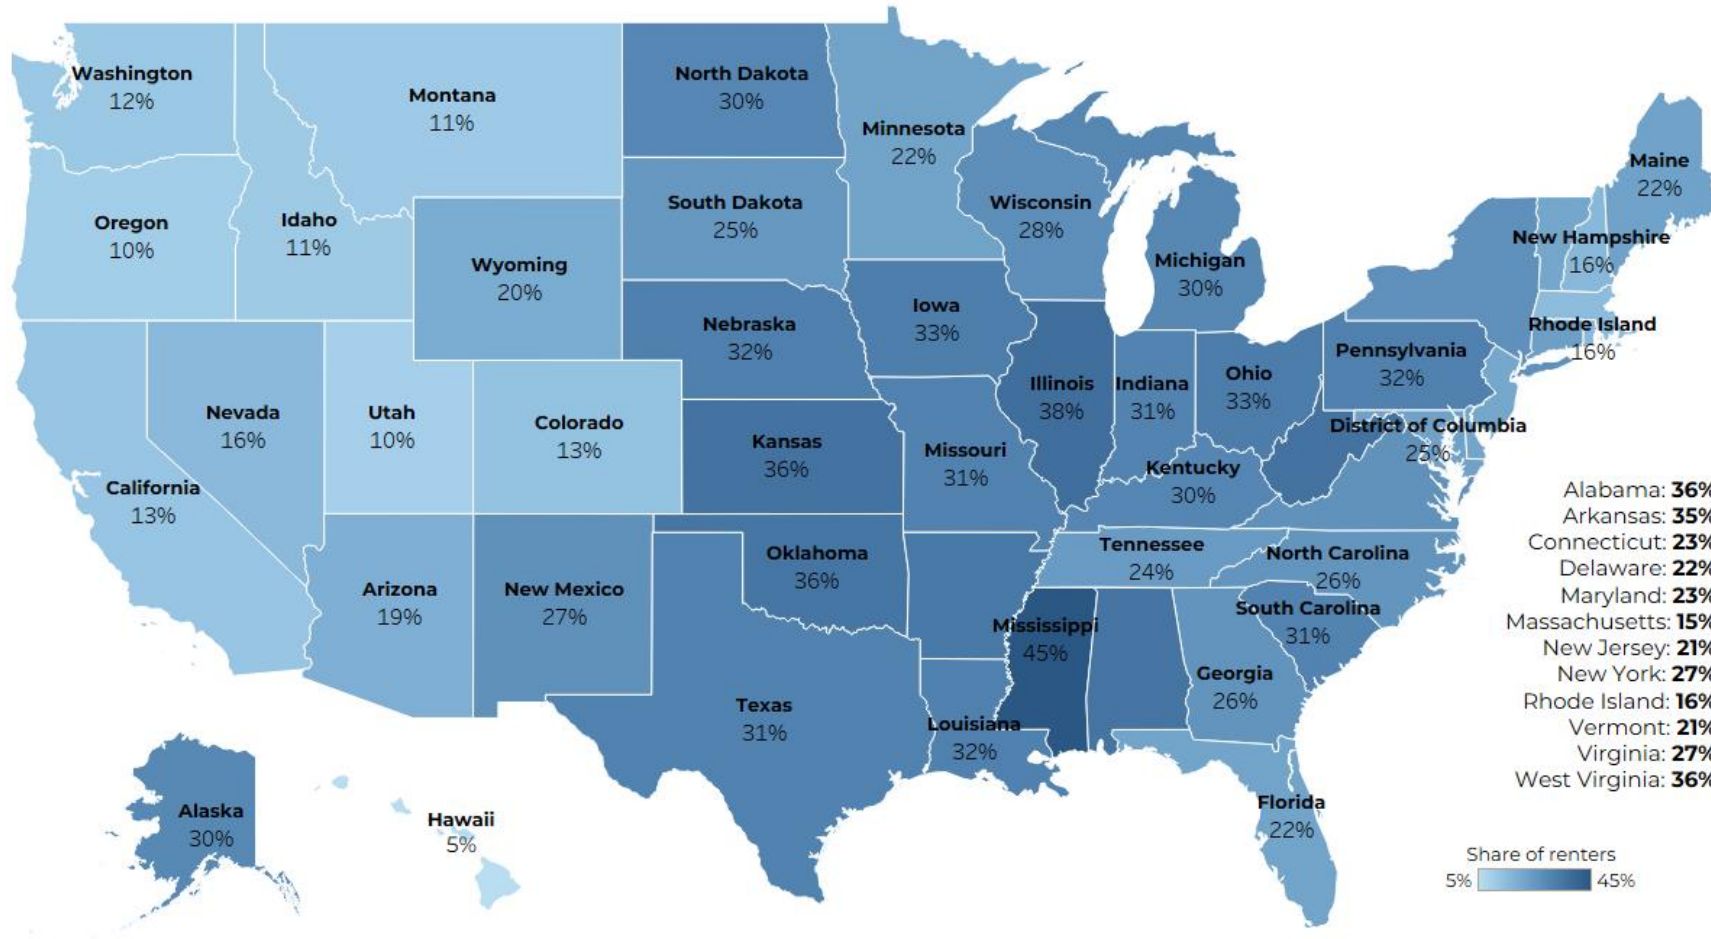 Washington
12%
Montana
11%
North Dakota
30%
Minnesota
22%
Maine
22%
Oregon
10%
Idaho
11%
Wyoming
20%
South Dakota
25%
Wisconsin
28%
Michigan
30%
New Hampshire
16%
Nebraska
32%
Iowa
33%
Rhode Island
16%
Pennsylvania
32%
Nevada
16%
Utah
10%
Colorado
13%
Kansas
36%
Missouri
31%
Illinois
38%
Indiana
31%
Ohio
33%
District of Columbia
25%
California
13%
Kentucky
30%
Arizona
19%
New Mexico
27%
Oklahoma
36%
Tennessee
24%
North Carolina
26%
South Carolina
31%
Mississippi
45%
Georgia
26%
Texas
31%
Louisiana
32%
Florida
22%
Alaska
30%
Hawaii
5%
Alabama: 36%
Arkansas: 35%
Connecticut: 23%
Delaware: 22%
Maryland: 23%
Massachusetts: 15%
New Jersey: 21%
New York: 27%
Rhode Island: 16%
Vermont: 21%
Virginia: 27%
West Virginia: 36%
Share of renters
5% 45%